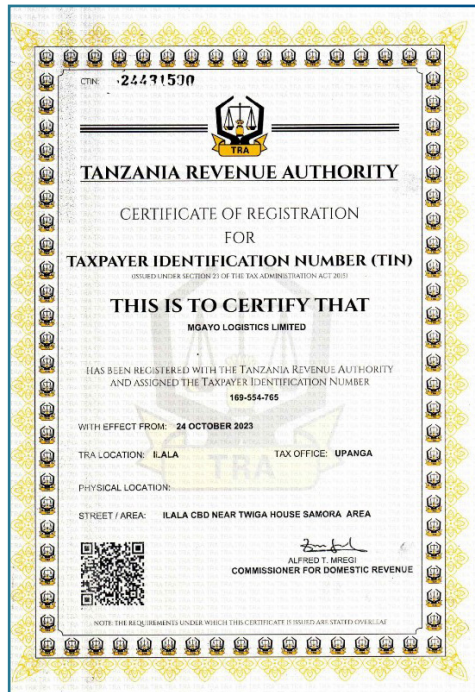 CTIN: 24431590
TRA
TANZANIA REVENUE AUTHORITY
CERTIFICATE OF REGISTRATION
FOR
TAXPAYER IDENTIFICATION NUMBER (TIN)
(ISSUED UNDER SECTION 21 OF THE TAX ADMINISTRATION ACT 2015)
THIS IS TO CERTIFY THAT
MGAYO LOGISTICS LIMITED
HAS BEEN REGISTERED WITH THE TANZANIA REVENUE AUTHORITY
AND ASSIGNED THE TAXPAYER IDENTIFICATION NUMBER
169-554-765
WITH EFFECT FROM: 24 OCTOBER 2023
TRA LOCATION: ILALA TAX OFFICE: UPANGA
TRA
PHYSICAL LOCATION:
STREET / AREA: ILALA CBD NEAR TWIGA HOUSE SAMORA AREA
ALFRED T. MREGI
COMMISSIONER FOR DOMESTIC REVENUE
NOTE: THE REQUIREMENTS UNDER WHICH THIS CERTIFICATE IS ISSUED ARE STATED OVERLEAF